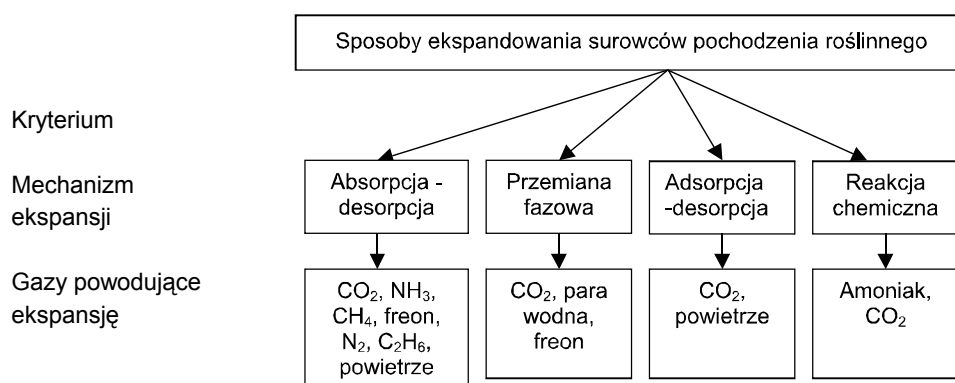 Sposoby ekspandowania surowców pochodzenia roślinnego
Kryterium
Mechanizm
ekspansji
Absorpcja -
desorpcja
Przemiana
fazowa
Adsorpcja
-desorpcja
Reakcja
chemiczna
Gazy powodujące
ekspansję
CO₂, NH₃,
CH₄, freon,
N₂, C₂H₆,
powietrze
CO₂, para
wodna,
freon
CO₂,
powietrze
Amoniak,
CO₂